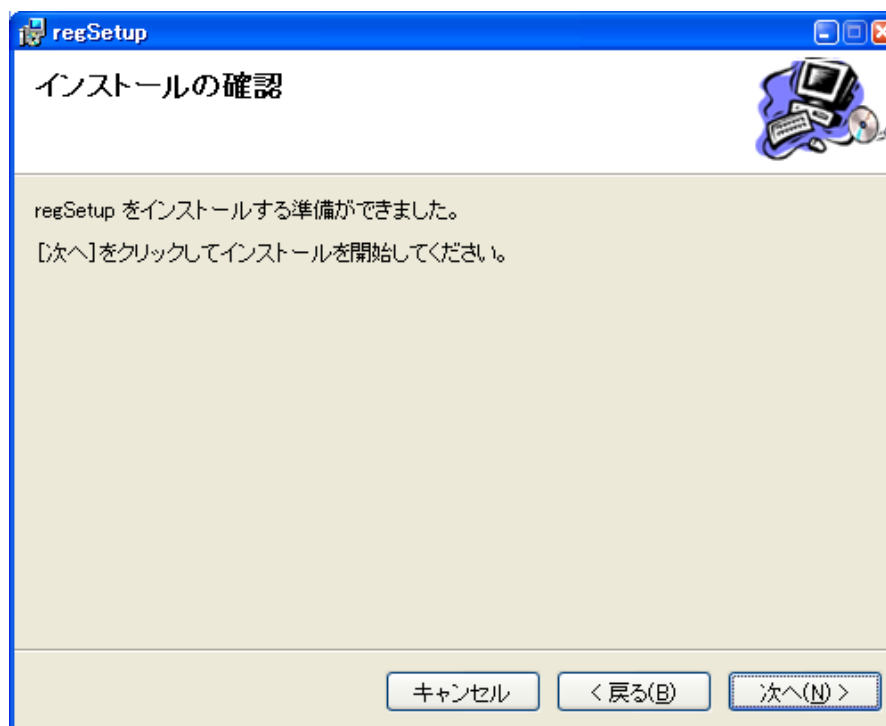 regSetup
インストールの確認
regSetup をインストールする準備ができました。
[次へ]をクリックしてインストールを開始してください。
キャンセル
< 戻る(B)
次へ(N) >